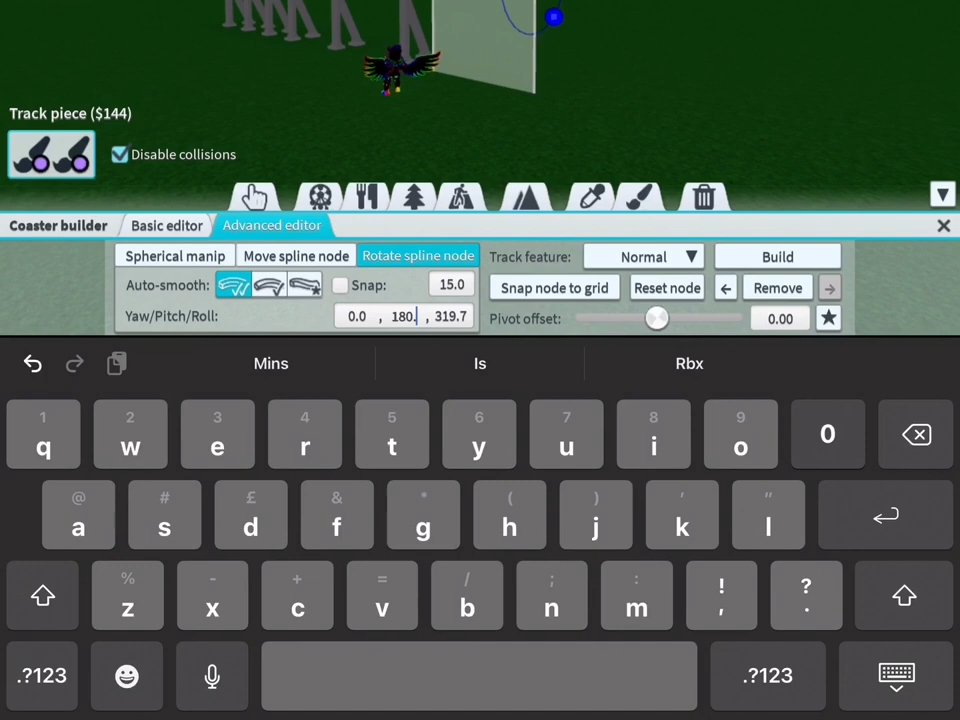 Track piece ($144)
Disable collisions
Coaster builder Basic editor Advanced editor
Spherical manip Move spline node Rotate spline node Track feature: Normal ▼ Build
Auto-smooth: Snap: 15.0 Snap node to grid Reset node ← Remove →
Yaw/Pitch/Roll: 0.0 , 180. , 319.7 Pivot offset: 0.00 ★
Mins Is Rbx
1 2 3 4 5 6 7 8 9
q w e r t y u i o 0
@ # £ & * ( ) ' "
a s d f g h j k l
% - + = / ; : ! ?
z x c v b n m , .
.?123 .?123